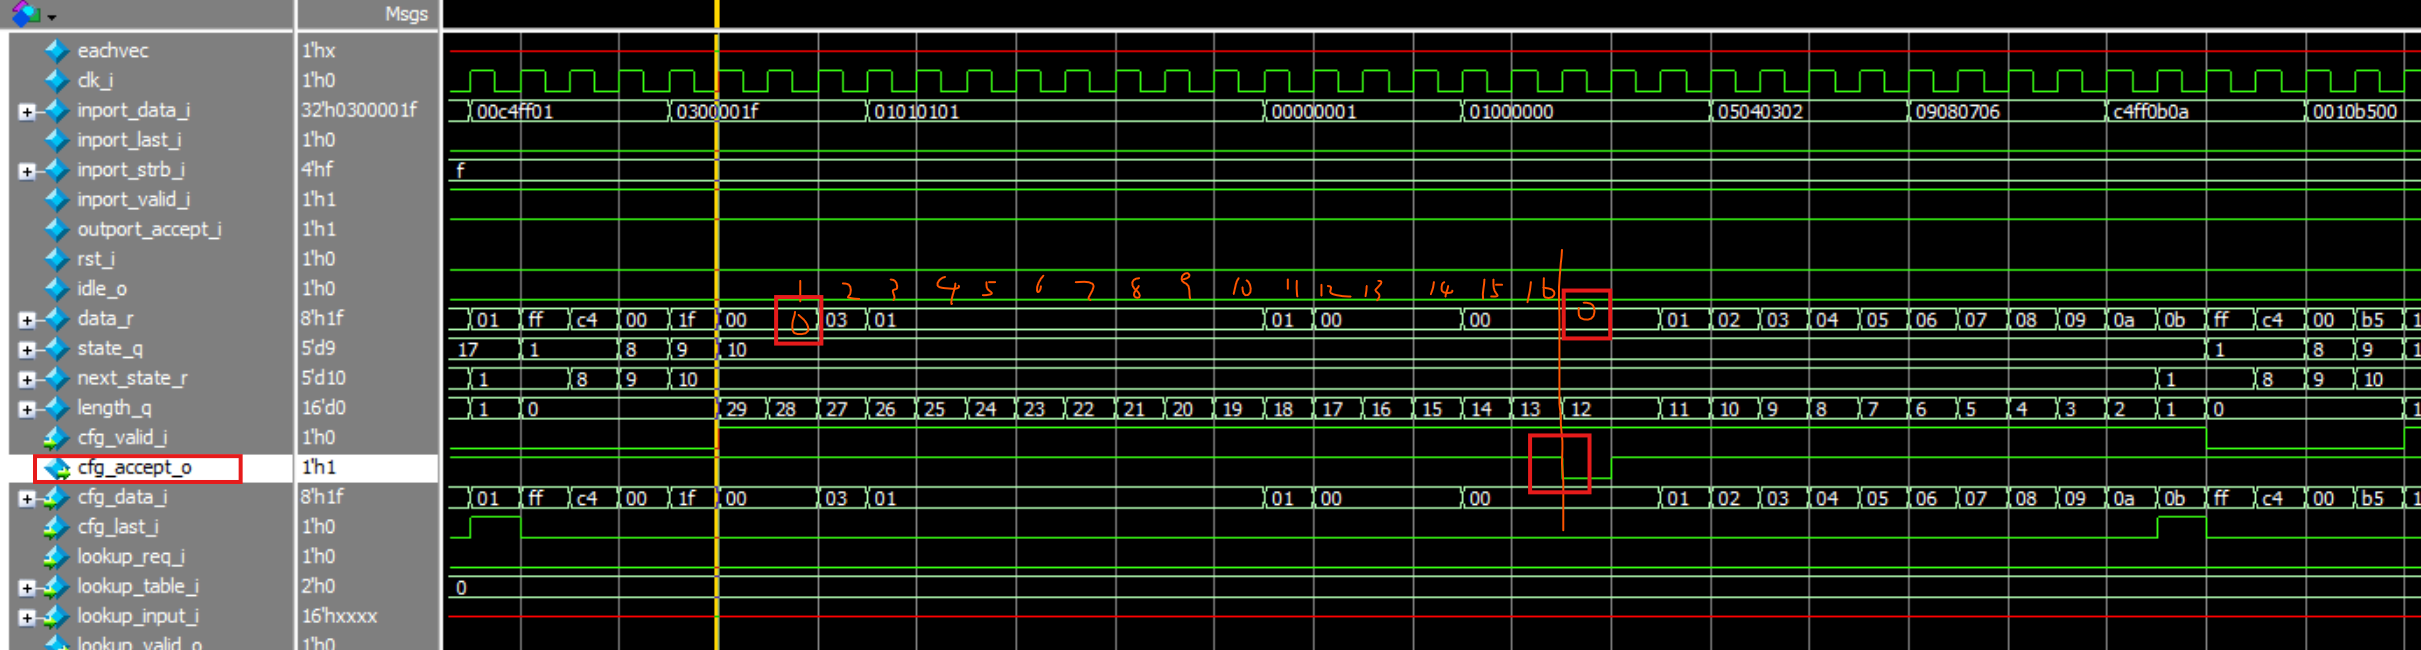 Msgs
eachvec 1'hx
clk_i 1'h0
inport_data_i 32'h0300001f 00c4ff01 0300001f 01010101 00000001 01000000 05040302 09080706 c4ff0b0a 0010b500
inport_last_i 1'h0
inport_strb_i 4'hf f
inport_valid_i 1'h1
outport_accept_i 1'h1
rst_i 1'h0
1 2 3 4 5 6 7 8 9 10 11 12 13 14 15 16
idle_o 1'h0
data_r 8'h1f 01 ff c4 00 1f 00 0 03 01 01 00 00 0 01 02 03 04 05 06 07 08 09 0a 0b ff c4 00 b5 1
state_q 5'd9 17 1 8 9 10 1 8 9 1
next_state_r 5'd10 1 8 9 10 1 8 9 10
length_q 16'd0 1 0 29 28 27 26 25 24 23 22 21 20 19 18 17 16 15 14 13 12 11 10 9 8 7 6 5 4 3 2 1 0 1
cfg_valid_i 1'h0
cfg_accept_o 1'h1
cfg_data_i 8'h1f 01 ff c4 00 1f 00 03 01 01 00 00 01 02 03 04 05 06 07 08 09 0a 0b ff c4 00 b5 1
cfg_last_i 1'h0
lookup_req_i 1'h0
lookup_table_i 2'h0 0
lookup_input_i 16'hxxxx
lookup_valid_o 1'h0